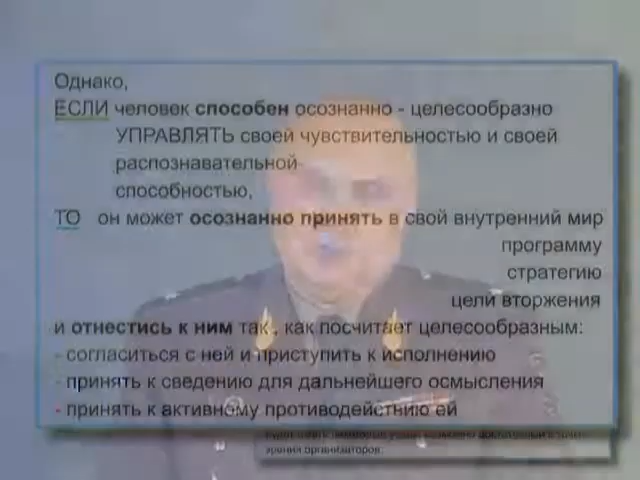 Однако,
ЕСЛИ человек способен осознанно - целесообразно
УПРАВЛЯТЬ своей чувствительностью и своей
распознавательной
способностью,
ТО он может осознанно принять в свой внутренний мир
программу
стратегию
цели вторжения
и отнестись к ним так, как посчитает целесообразным:
- согласиться с ней и приступить к исполнению
- принять к сведению для дальнейшего осмысления
- принять к активному противодействию ей
зрения организаторов: